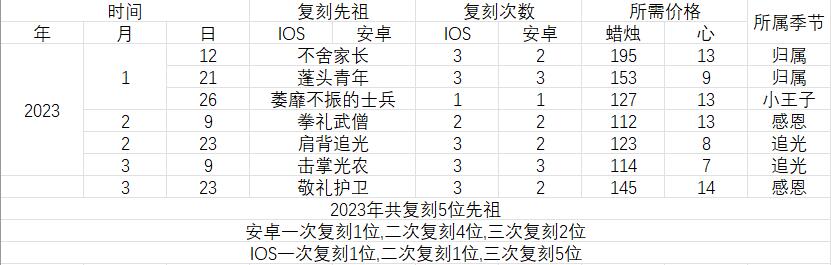 时间 复刻先祖 复刻次数 所需价格 所属季节
年 月 日 IOS 安卓 IOS 安卓 蜡烛 心
2023 1 12 不舍家长 3 2 195 13 归属
21 蓬头青年 3 3 153 9 归属
26 萎靡不振的士兵 1 1 127 13 小王子
2 9 拳礼武僧 2 2 112 13 感恩
2 23 肩背追光 3 2 123 8 追光
3 9 击掌光农 3 3 114 7 追光
3 23 敬礼护卫 3 2 145 14 感恩
2023年共复刻5位先祖
安卓一次复刻1位,二次复刻4位,三次复刻2位
IOS一次复刻1位,二次复刻1位,三次复刻5位